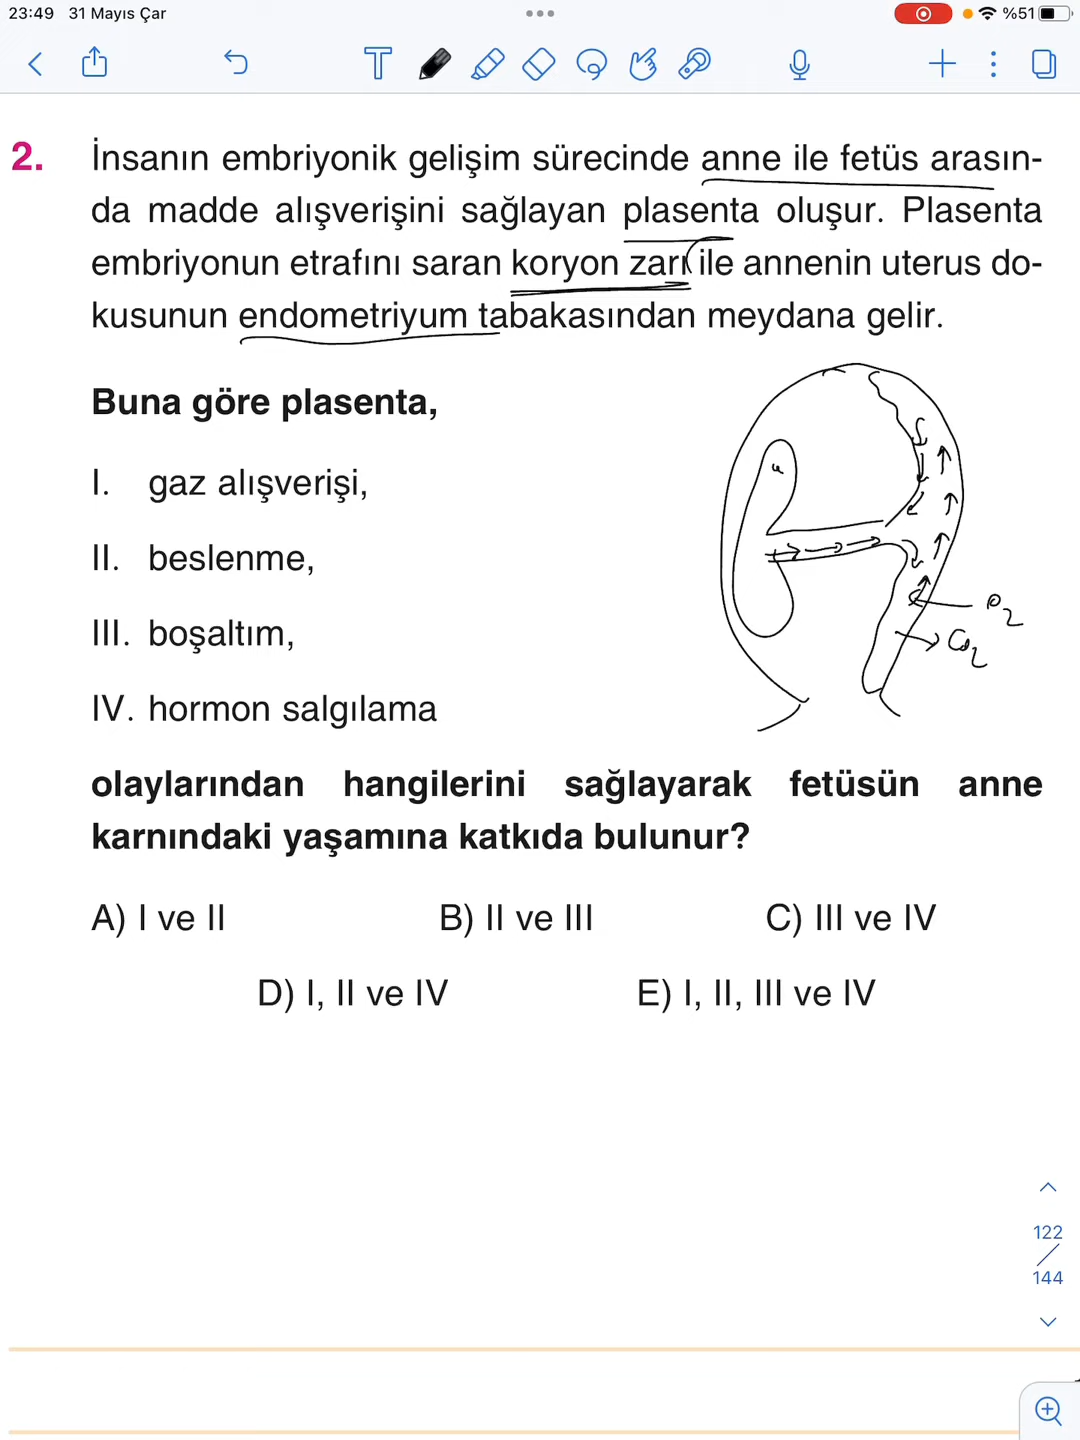 23:49 31 Mayıs Çar
%51
2. İnsanın embriyonik gelişim sürecinde anne ile fetüs arasın-
da madde alışverişini sağlayan plasenta oluşur. Plasenta
embriyonun etrafını saran koryon zarı ile annenin uterus do-
kusunun endometriyum tabakasından meydana gelir.
Buna göre plasenta,
I. gaz alışverişi,
II. beslenme,
III. boşaltım,
IV. hormon salgılama
O2
CO2
olaylarından hangilerini sağlayarak fetüsün anne
karnındaki yaşamına katkıda bulunur?
A) I ve II B) II ve III C) III ve IV
D) I, II ve IV E) I, II, III ve IV
122
144